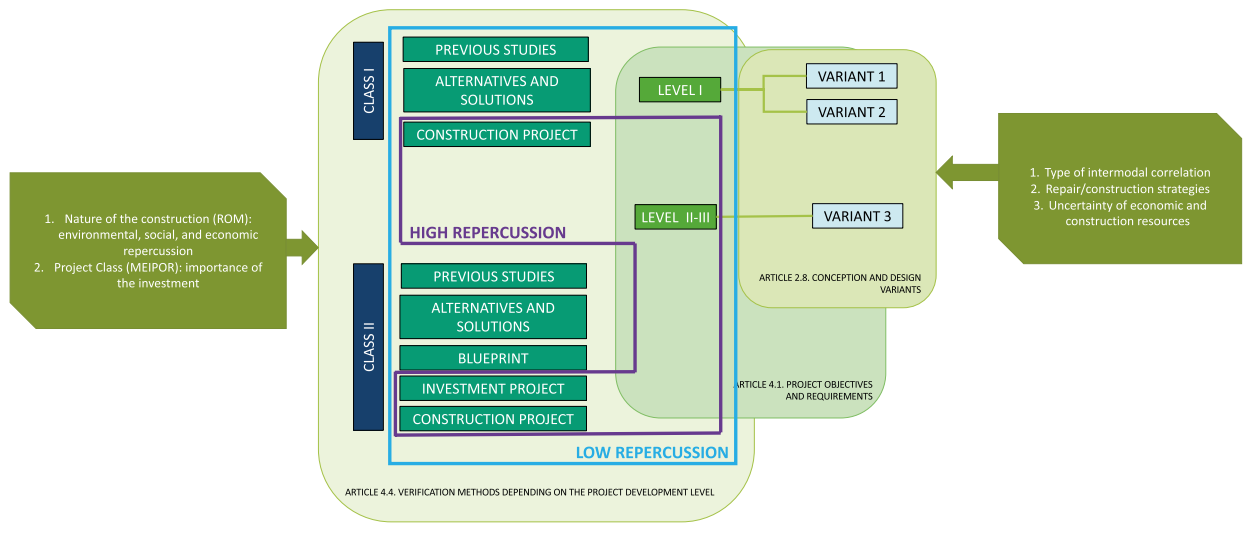 1. Nature of the construction (ROM):
environmental, social, and economic
repercussion
2. Project Class (MEIPOR): importance of
the investment
CLASS I
PREVIOUS STUDIES
ALTERNATIVES AND
SOLUTIONS
CONSTRUCTION PROJECT
HIGH REPERCUSSION
CLASS II
PREVIOUS STUDIES
ALTERNATIVES AND
SOLUTIONS
BLUEPRINT
INVESTMENT PROJECT
CONSTRUCTION PROJECT
LOW REPERCUSSION
ARTICLE 4.4. VERIFICATION METHODS DEPENDING ON THE PROJECT DEVELOPMENT LEVEL
LEVEL I
LEVEL II-III
ARTICLE 4.1. PROJECT OBJECTIVES
AND REQUIREMENTS
VARIANT 1
VARIANT 2
VARIANT 3
ARTICLE 2.8. CONCEPTION AND DESIGN
VARIANTS
1. Type of intermodal correlation
2. Repair/construction strategies
3. Uncertainty of economic and
construction resources